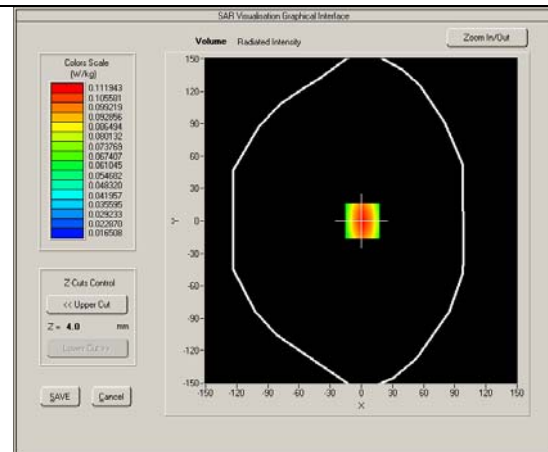 SAR Visualisation Graphical Interface
Volume Radiated Intensity
Zoom In/Out
Colors Scale
(W/kg)
0.111943
0.105581
0.099219
0.092856
0.086494
0.080132
0.073769
0.067407
0.061045
0.054682
0.048320
0.041957
0.035595
0.029233
0.022870
0.016508
Z-Cuts Control
<< Upper Cut
Z = 4.0 mm
Lower Cut >>
SAVE Cancel
150
120
90
60
30
0
-30
-60
-90
-120
-150
Y
-150 -120 -90 -60 -30 0 30 60 90 120 150
X